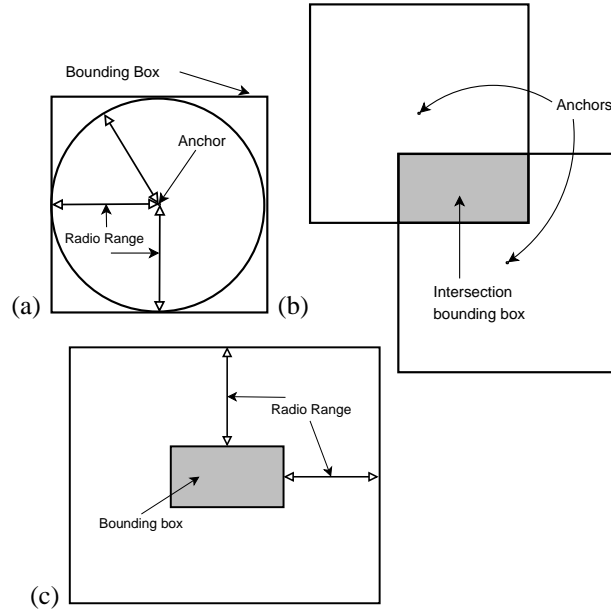 Bounding Box
Anchor
Radio Range
(a)
Anchors
Intersection
bounding box
(b)
Radio Range
Bounding box
(c)